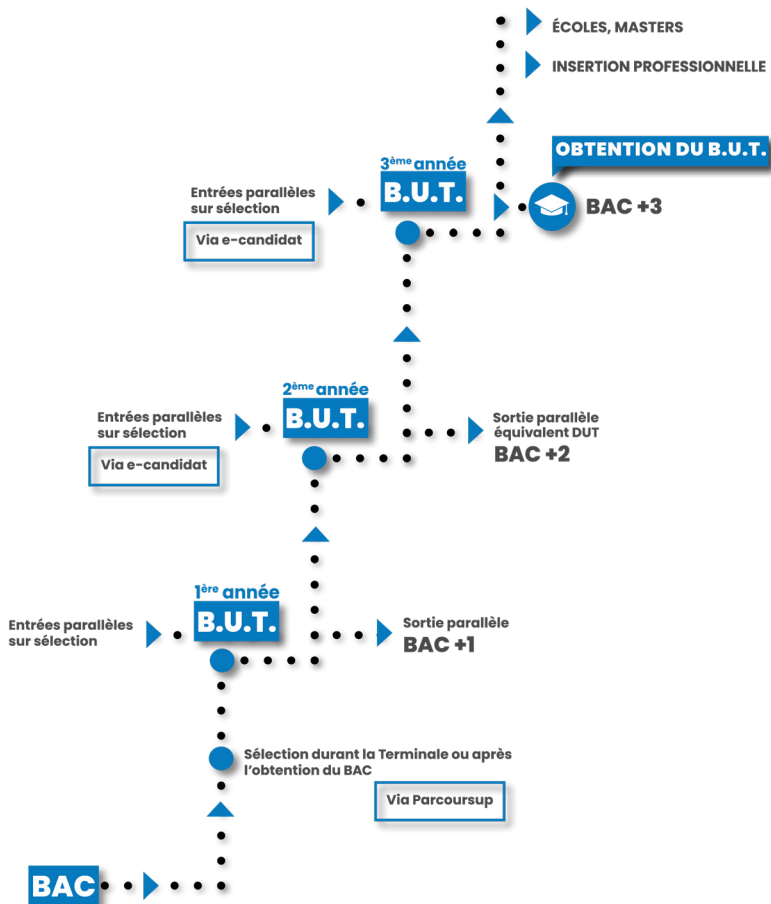 ÉCOLES, MASTERS
INSERTION PROFESSIONNELLE
OBTENTION DU B.U.T.
BAC +3
3ème année
B.U.T.
Entrées parallèles
sur sélection
Via e-candidat
2ème année
B.U.T.
Entrées parallèles
sur sélection
Via e-candidat
Sortie parallèle
équivalent DUT
BAC +2
1ère année
B.U.T.
Entrées parallèles
sur sélection
Sortie parallèle
BAC +1
Sélection durant la Terminale ou après
l'obtention du BAC
Via Parcoursup
BAC